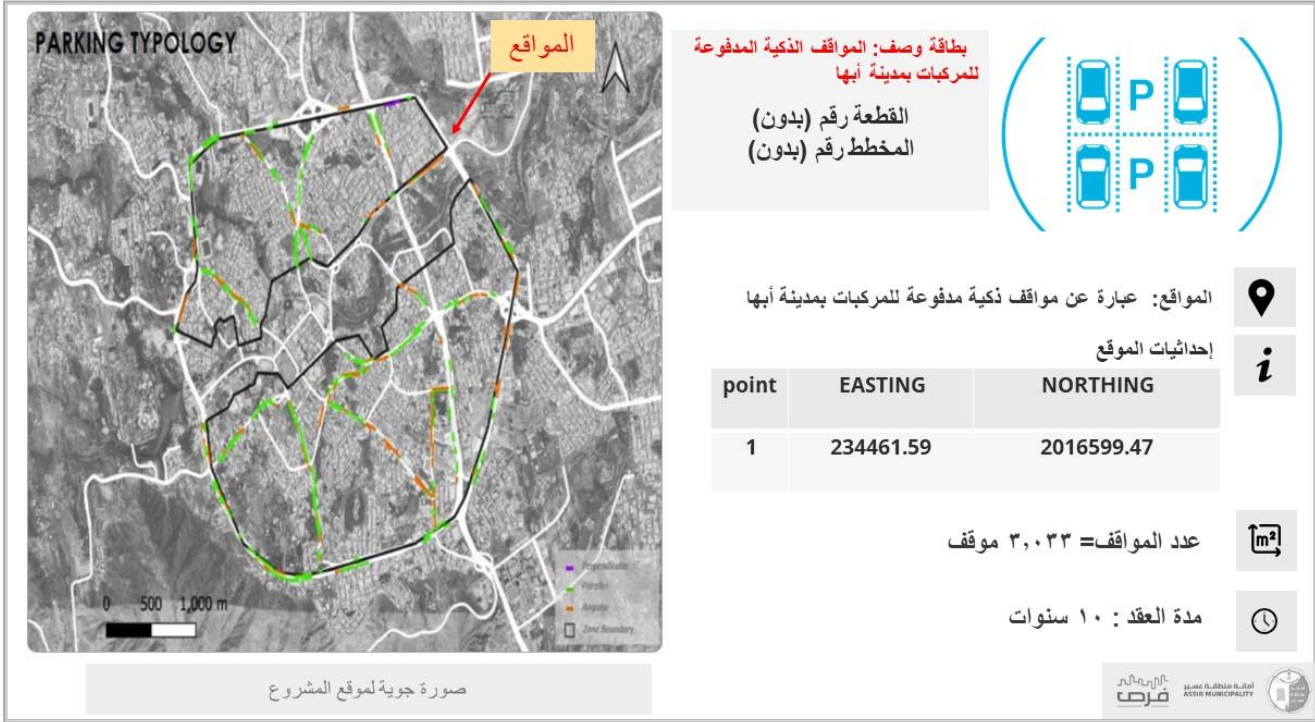 PARKING TYPOLOGY
المواقع
0 500 1,000 m
Perpendicular
Parallel
Angular
Zone Boundary
صورة جوية لموقع المشروع
بطاقة وصف: المواقف الذكية المدفوعة
للمركبات بمدينة أبها
القطعة رقم (بدون)
المخطط رقم (بدون)
P
P
المواقع: عبارة عن مواقف ذكية مدفوعة للمركبات بمدينة أبها
i
إحداثيات الموقع
point EASTING NORTHING
1 234461.59 2016599.47
m²
عدد المواقف= ٣,٠٣٣ موقف
مدة العقد : ١٠ سنوات
فرص
أمانة منطقة عسير
ASSIR MUNICIPALITY